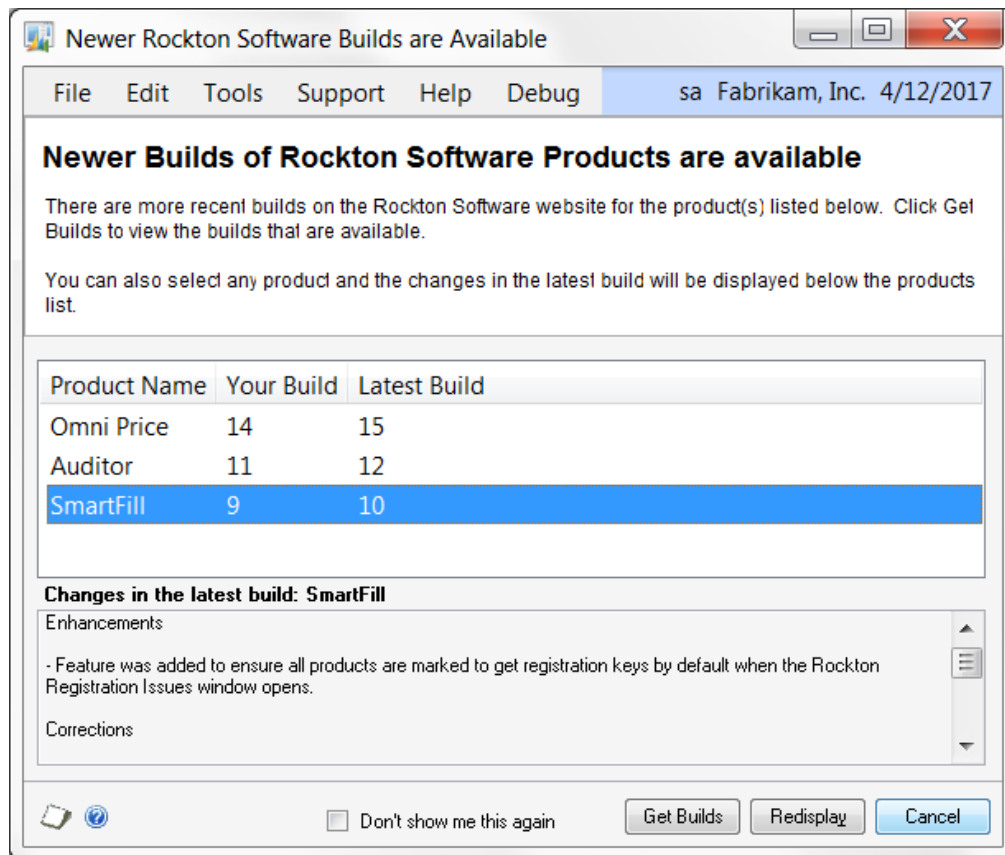 Newer Rockton Software Builds are Available
File Edit Tools Support Help Debug sa Fabrikam, Inc. 4/12/2017
Newer Builds of Rockton Software Products are available
There are more recent builds on the Rockton Software website for the product(s) listed below. Click Get
Builds to view the builds that are available.
You can also select any product and the changes in the latest build will be displayed below the products
list.
Product Name Your Build Latest Build
Omni Price 14 15
Auditor 11 12
SmartFill 9 10
Changes in the latest build: SmartFill
Enhancements
- Feature was added to ensure all products are marked to get registration keys by default when the Rockton
Registration Issues window opens.
Corrections
Don't show me this again Get Builds Redisplay Cancel